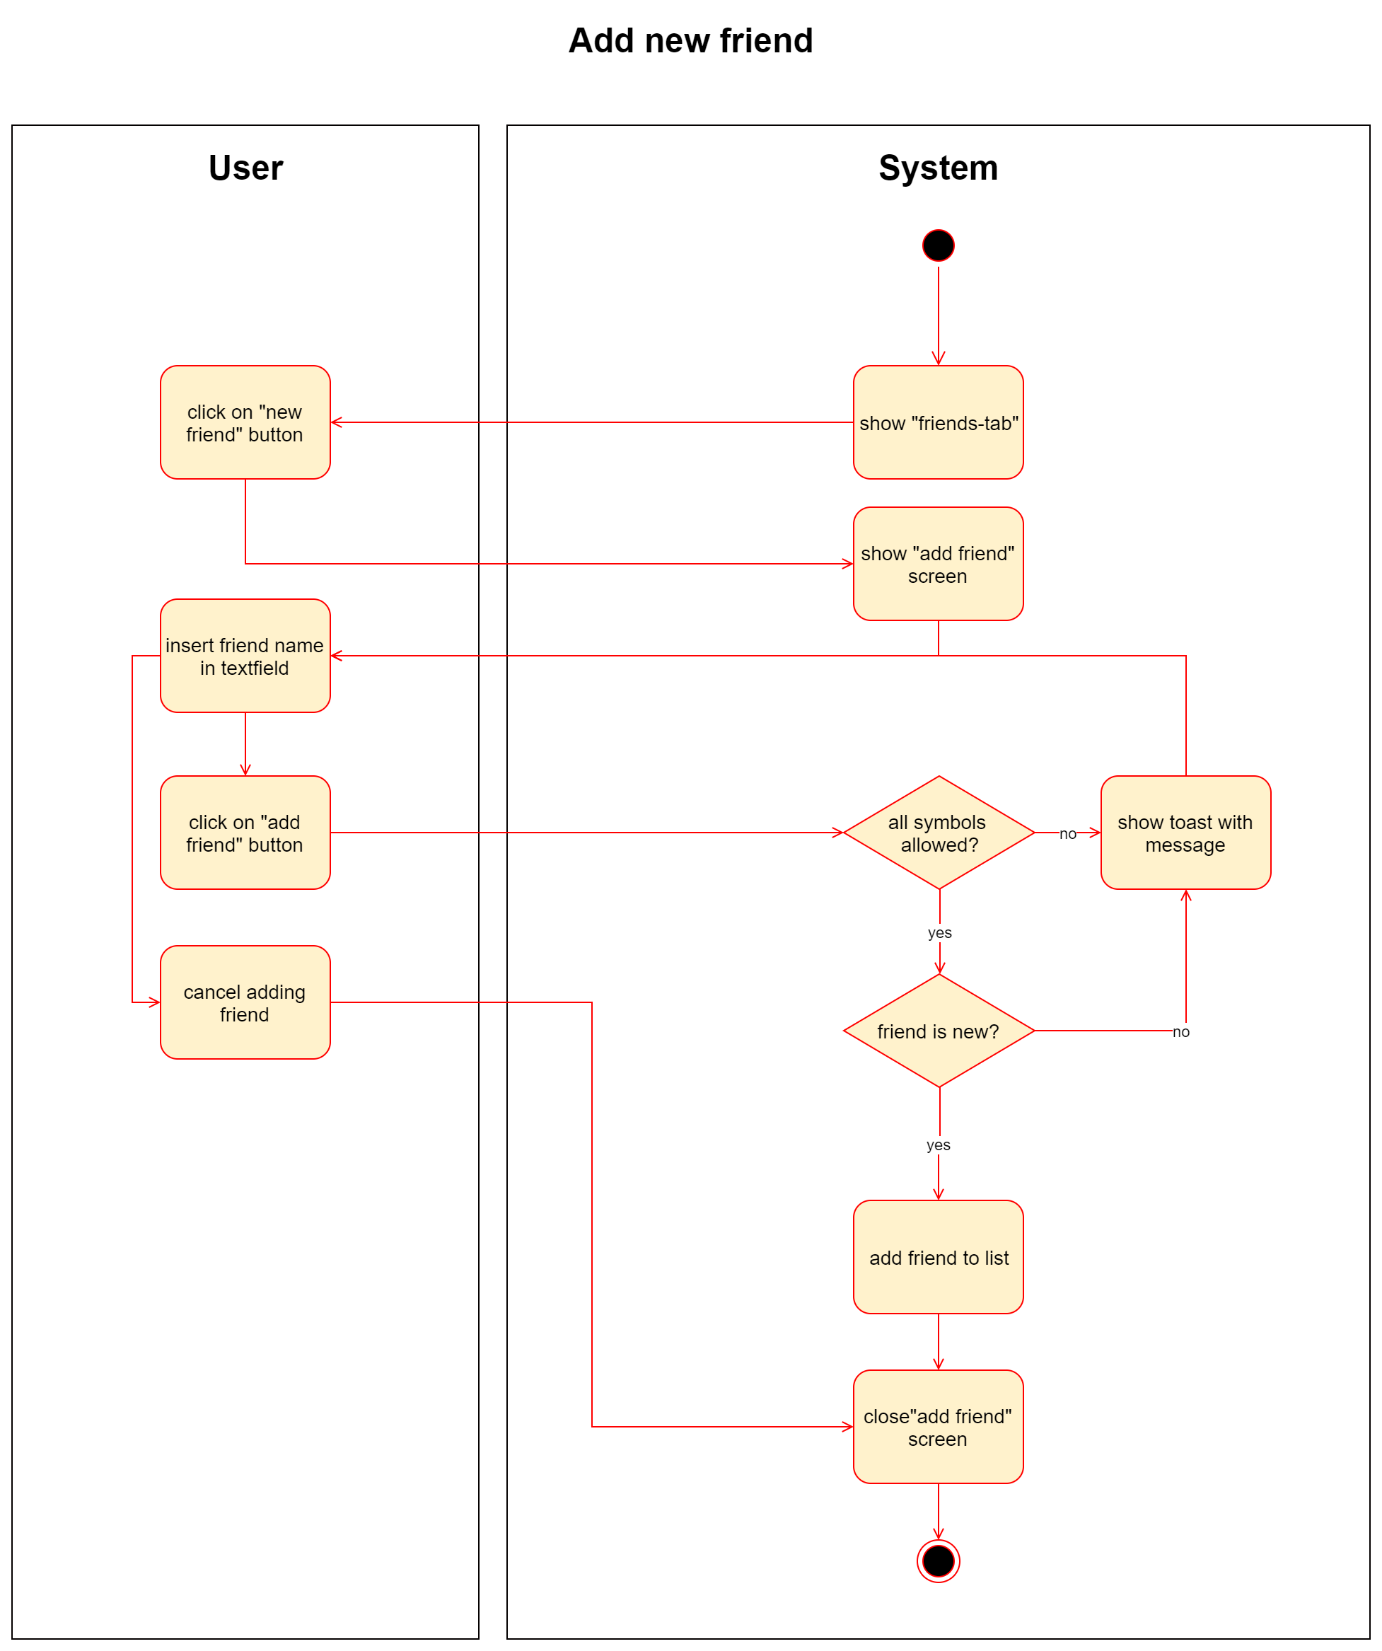 Add new friend
User
System
click on "new
friend" button
show "friends-tab"
show "add friend"
screen
insert friend name
in textfield
click on "add
friend" button
all symbols
allowed?
no
show toast with
message
yes
cancel adding
friend
friend is new?
no
yes
add friend to list
close"add friend"
screen